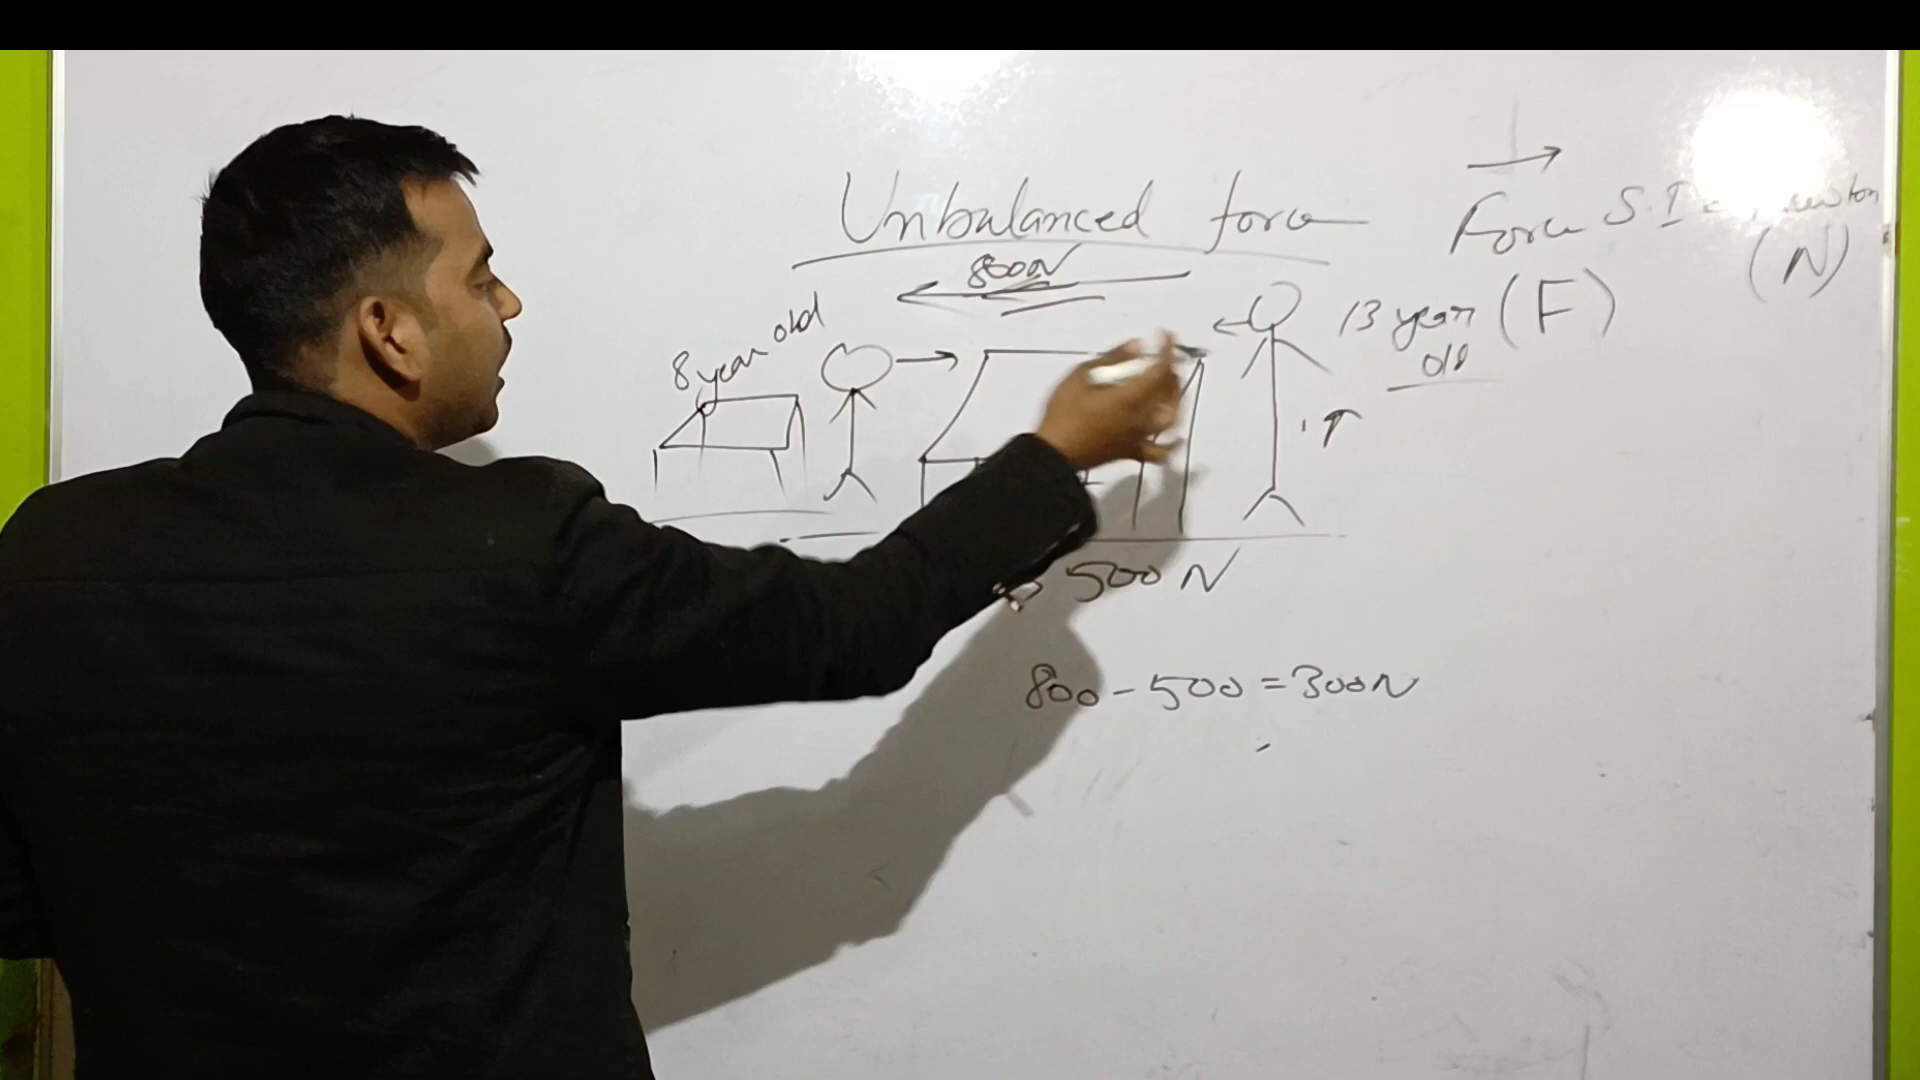 Unbalanced force
Force S.I
newton
(N)
(F)
800N
8 year old
13 year
old
500 N
800 - 500 = 300N